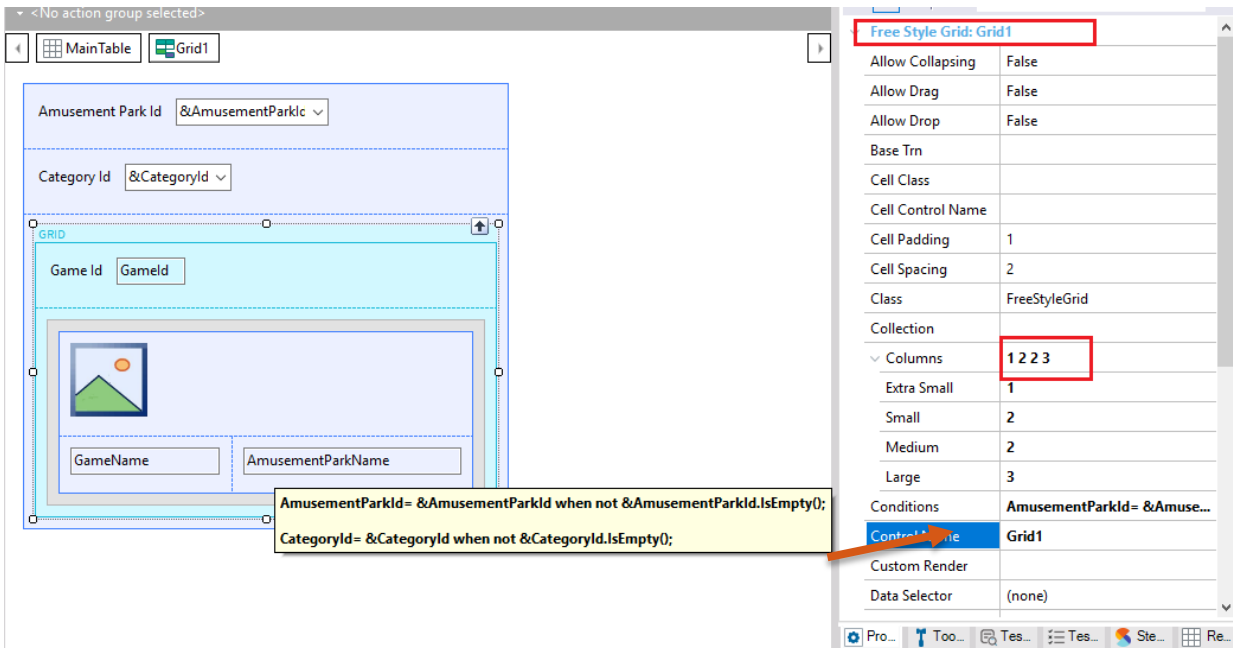 <No action group selected>
MainTable
Grid1
Amusement Park Id
&AmusementParkIc
Category Id
&CategoryId
GRID
Game Id
GameId
GameName
AmusementParkName
AmusementParkId= &AmusementParkId when not &AmusementParkId.IsEmpty();
CategoryId= &CategoryId when not &CategoryId.IsEmpty();
Free Style Grid: Grid1
Allow Collapsing False
Allow Drag False
Allow Drop False
Base Trn
Cell Class
Cell Control Name
Cell Padding 1
Cell Spacing 2
Class FreeStyleGrid
Collection
Columns 1 2 2 3
Extra Small 1
Small 2
Medium 2
Large 3
Conditions AmusementParkId= &Amuse...
Control Name Grid1
Custom Render
Data Selector (none)
Pro... Too... Tes... Tes... Ste... Re...